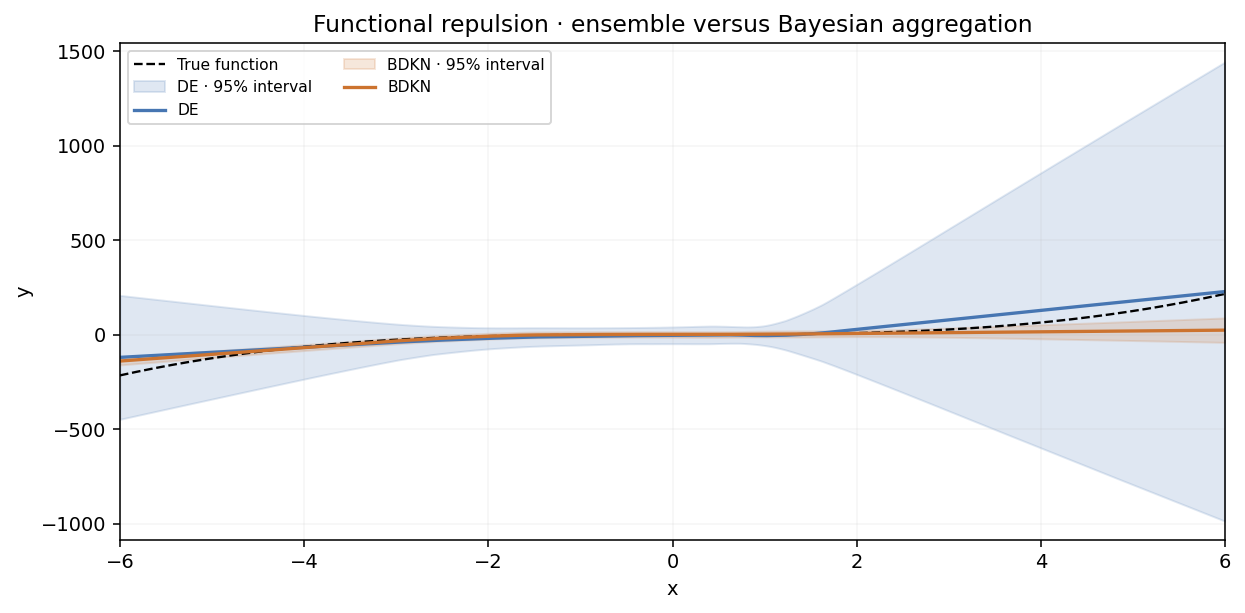 Functional repulsion · ensemble versus Bayesian aggregation
True function
DE · 95% interval
DE
BDKN · 95% interval
BDKN
y
1500
1000
500
0
−500
−1000
−6
−4
−2
0
2
4
6
x